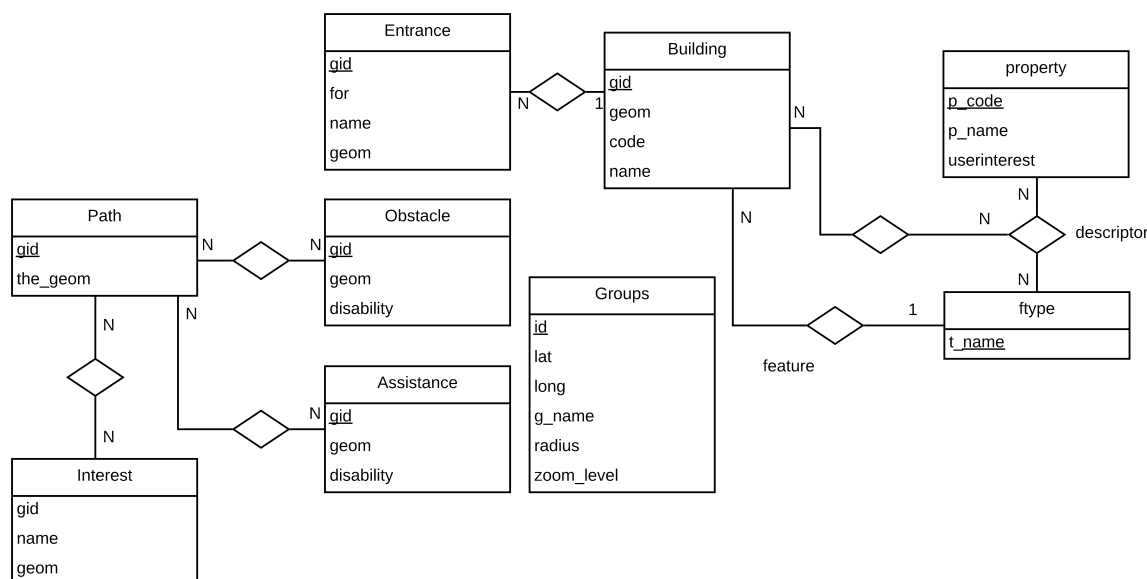 Entrance
gid
for
name
geom
N
1
Building
gid
geom
code
name
N
N
property
p_code
p_name
userinterest
N
N
descriptor
N
ftype
t_name
1
feature
Path
gid
the_geom
N
N
Obstacle
gid
geom
disability
N
N
N
Assistance
gid
geom
disability
N
Interest
gid
name
geom
Groups
id
lat
long
g_name
radius
zoom_level